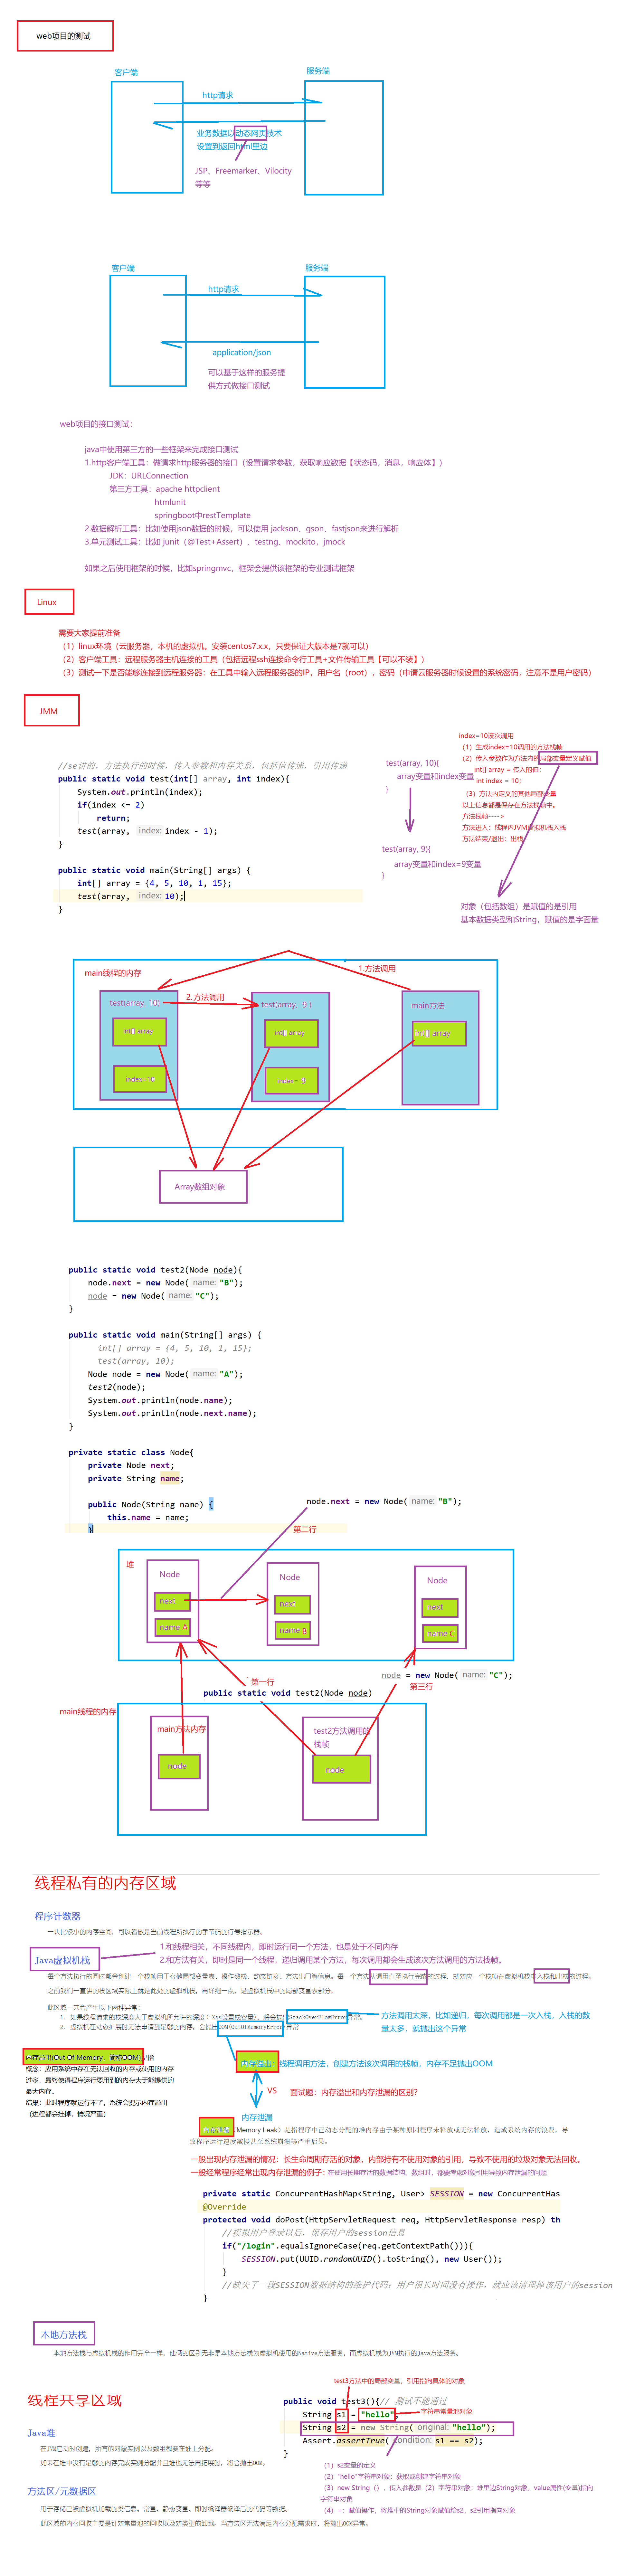 web项目的测试
客户端
服务端
http请求
业务数据以动态网页技术
设置到返回html里边
JSP、Freemarker、Vilocity
等等
客户端
服务端
http请求
application/json
可以基于这样的服务提
供方式做接口测试
web项目的接口测试:
java中使用第三方的一些框架来完成接口测试
1.http客户端工具：做请求http服务器的接口（设置请求参数，获取响应数据【状态码，消息，响应体】）
JDK：URLConnection
第三方工具：apache httpclient
htmlunit
springboot中restTemplate
2.数据解析工具：比如使用json数据的时候，可以使用 jackson、gson、fastjson来进行解析
3.单元测试工具：比如 junit（@Test+Assert）、testng、mockito，jmock
如果之后使用框架的时候，比如springmvc，框架会提供该框架的专业测试框架
Linux
需要大家提前准备
（1）linux环境（云服务器，本机的虚拟机。安装centos7.x.x，只要保证大版本是7就可以）
（2）客户端工具：远程服务器主机连接的工具（包括远程ssh连接命令行工具+文件传输工具【可以不装】）
（3）测试一下是否能够连接到远程服务器：在工具中输入远程服务器的IP，用户名（root），密码（申请云服务器时候设置的系统密码，注意不是用户密码）
JMM
//se讲的，方法执行的时候，传入参数和内存关系，包括值传递，引用传递
public static void test(int[] array, int index){
System.out.println(index);
if(index <= 2)
return;
test(array, index: index - 1);
}
public static void main(String[] args) {
int[] array = {4, 5, 10, 1, 15};
test(array, index: 10);
}
test(array, 10){
array变量和index变量
}
test(array, 9){
array变量和index=9变量
}
index=10该次调用
（1）生成index=10调用的方法栈帧
（2）传入参数作为方法内的局部变量定义赋值
int[] array = 传入的值;
int index = 10;
（3）方法内定义的其他局部变量
以上信息都是保存在方法栈帧中。
方法栈帧---->
方法进入：线程内JVM虚拟机栈入栈
方法结束/退出：出栈
对象（包括数组）是赋值的是引用
基本数据类型和String，赋值的是字面量
main线程的内存
1.方法调用
test(array, 10)
2.方法调用
test(array, 9)
main方法
int[] array
int[] array
int[] array
index=10
index= 9
Array数组对象
public static void test2(Node node){
node.next = new Node( name: "B");
node = new Node( name: "C");
}
public static void main(String[] args) {
int[] array = {4, 5, 10, 1, 15};
test(array, 10);
Node node = new Node( name: "A");
test2(node);
System.out.println(node.name);
System.out.println(node.next.name);
}
private static class Node{
private Node next;
private String name;
public Node(String name) {
this.name = name;
}
node.next = new Node( name: "B");
第二行
堆
Node
Node
Node
next
next
next
name A
name B
name C
第一行
node = new Node( name: "C");
第三行
public static void test2(Node node)
main线程的内存
main方法内存
test2方法调用的
栈帧
node
node
线程私有的内存区域
程序计数器
一块比较小的内存空间，可以看做是当前线程所执行的字节码的行号指示器。
Java虚拟机栈
1.和线程相关，不同线程内，即时运行同一个方法，也是处于不同内存
2.和方法有关，即时是同一个线程，递归调用某个方法，每次调用都会生成该次方法调用的方法栈帧。
每个方法执行的同时都会创建一个栈帧用于存储局部变量表、操作数栈、动态链接、方法出口等信息。每一个方法从调用直至执行完成的过程，就对应一个栈帧在虚拟机栈中入栈和出栈的过程。
之前我们一直讲的栈区域实际上就是此处的虚拟机栈，再详细一点，是虚拟机栈中的局部变量表部分。
此区域一共会产生以下两种异常：
1. 如果线程请求的栈深度大于虚拟机所允许的深度(-Xss设置栈容量)，将会抛出StackOverFlowError异常。
2. 虚拟机在动态扩展时无法申请到足够的内存，会抛出OOM(OutOfMemoryError)异常
方法调用太深，比如递归，每次调用都是一次入栈，入栈的数
量太多，就抛出这个异常
内存溢出(Out Of Memory，简称OOM)是指
概念：应用系统中存在无法回收的内存或使用的内存
过多，最终使得程序运行要用到的内存大于能提供的
最大内存。
结果：此时程序就运行不了，系统会提示内存溢出
（进程都会挂掉，情况严重）
内存溢出：线程调用方法，创建方法该次调用的栈帧，内存不足抛出OOM
VS
面试题：内存溢出和内存泄漏的区别？
内存泄漏
（Memory Leak）是指程序中已动态分配的堆内存由于某种原因程序未释放或无法释放，造成系统内存的浪费，导
致程序运行速度减慢甚至系统崩溃等严重后果。
一般出现内存泄漏的情况：长生命周期存活的对象，内部持有不使用对象的引用，导致不使用的垃圾对象无法回收。
一般经常程序经常出现内存泄漏的例子：在使用长期存活的数据结构、数组时，都要考虑对象引用导致内存泄漏的问题
private static ConcurrentHashMap<String, User> SESSION = new ConcurrentHas
@Override
protected void doPost(HttpServletRequest req, HttpServletResponse resp) th
//模拟用户登录以后，保存用户的session信息
if("/login".equalsIgnoreCase(req.getContextPath())){
SESSION.put(UUID.randomUUID().toString(), new User());
}
//缺失了一段SESSION数据结构的维护代码：用户很长时间没有操作，就应该清理掉该用户的session
}
本地方法栈
本地方法栈与虚拟机栈的作用完全一样，他俩的区别无非是本地方法栈为虚拟机使用的Native方法服务，而虚拟机栈为JVM执行的Java方法服务。
线程共享区域
Java堆
在JVM启动时创建，所有的对象实例以及数组都要在堆上分配。
如果在堆中没有足够的内存完成实例分配并且堆也无法再拓展时，将会抛出OOM。
方法区/元数据区
用于存储已被虚拟机加载的类信息、常量、静态变量、即时编译器编译后的代码等数据。
此区域的内存回收主要是针对常量池的回收以及对类型的卸载。当方法区无法满足内存分配需求时，将抛出OOM异常。
test3方法中的局部变量，引用指向具体的对象
public void test3(){// 测试不能通过
String s1 = "hello";
字符串常量池对象
String s2 = new String( original: "hello");
Assert.assertTrue( condition: s1 == s2);
}
（1）s2变量的定义
（2）"hello"字符串对象：获取或创建字符串对象
（3）new String（），传入参数是（2）字符串对象：堆里边String对象，value属性(变量)指向
字符串对象
（4）=：赋值操作，将堆中的String对象赋值给s2，s2引用指向对象